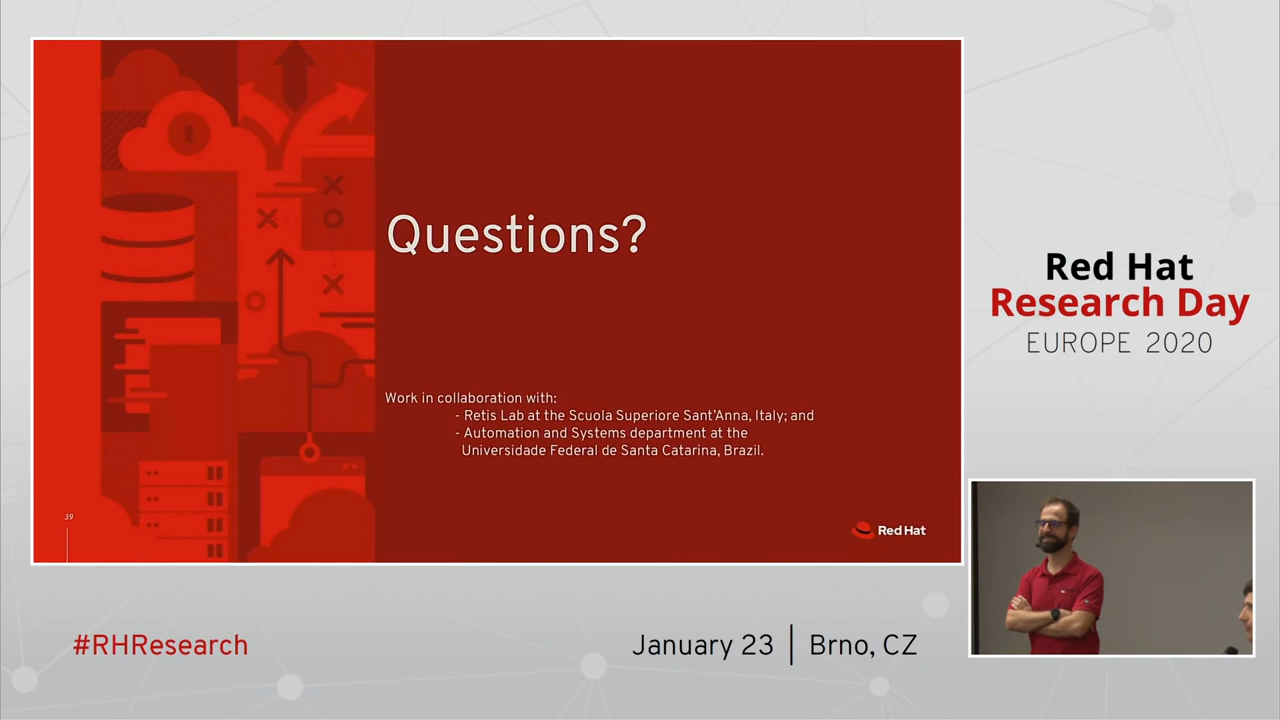 Questions?
Work in collaboration with:
- Retis Lab at the Scuola Superiore Sant'Anna, Italy; and
- Automation and Systems department at the
Universidade Federal de Santa Catarina, Brazil.
39
Red Hat
Red Hat
Research Day
EUROPE 2020
#RHResearch
January 23 | Brno, CZ